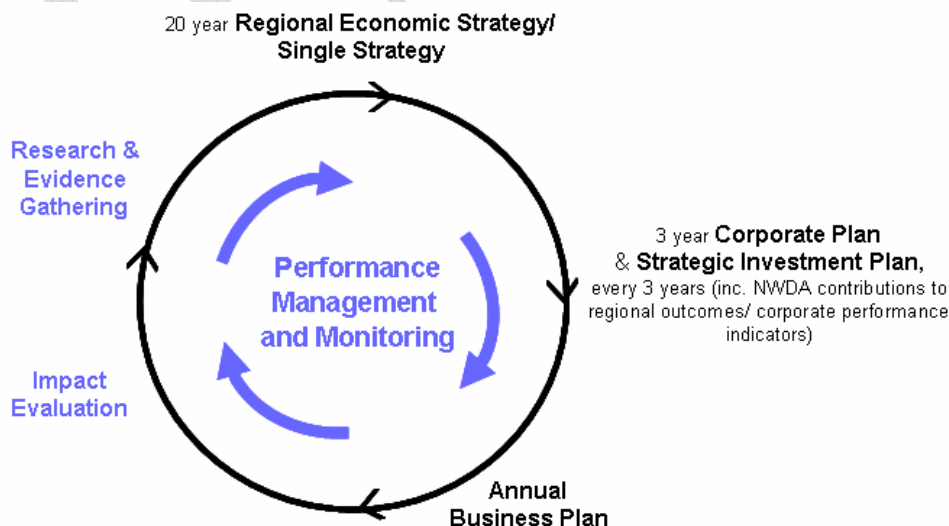 20 year Regional Economic Strategy/
Single Strategy
Research &
Evidence
Gathering
3 year Corporate Plan
& Strategic Investment Plan,
every 3 years (inc. NWDA contributions to
regional outcomes/ corporate performance
indicators)
Performance
Management
and Monitoring
Impact
Evaluation
Annual
Business Plan